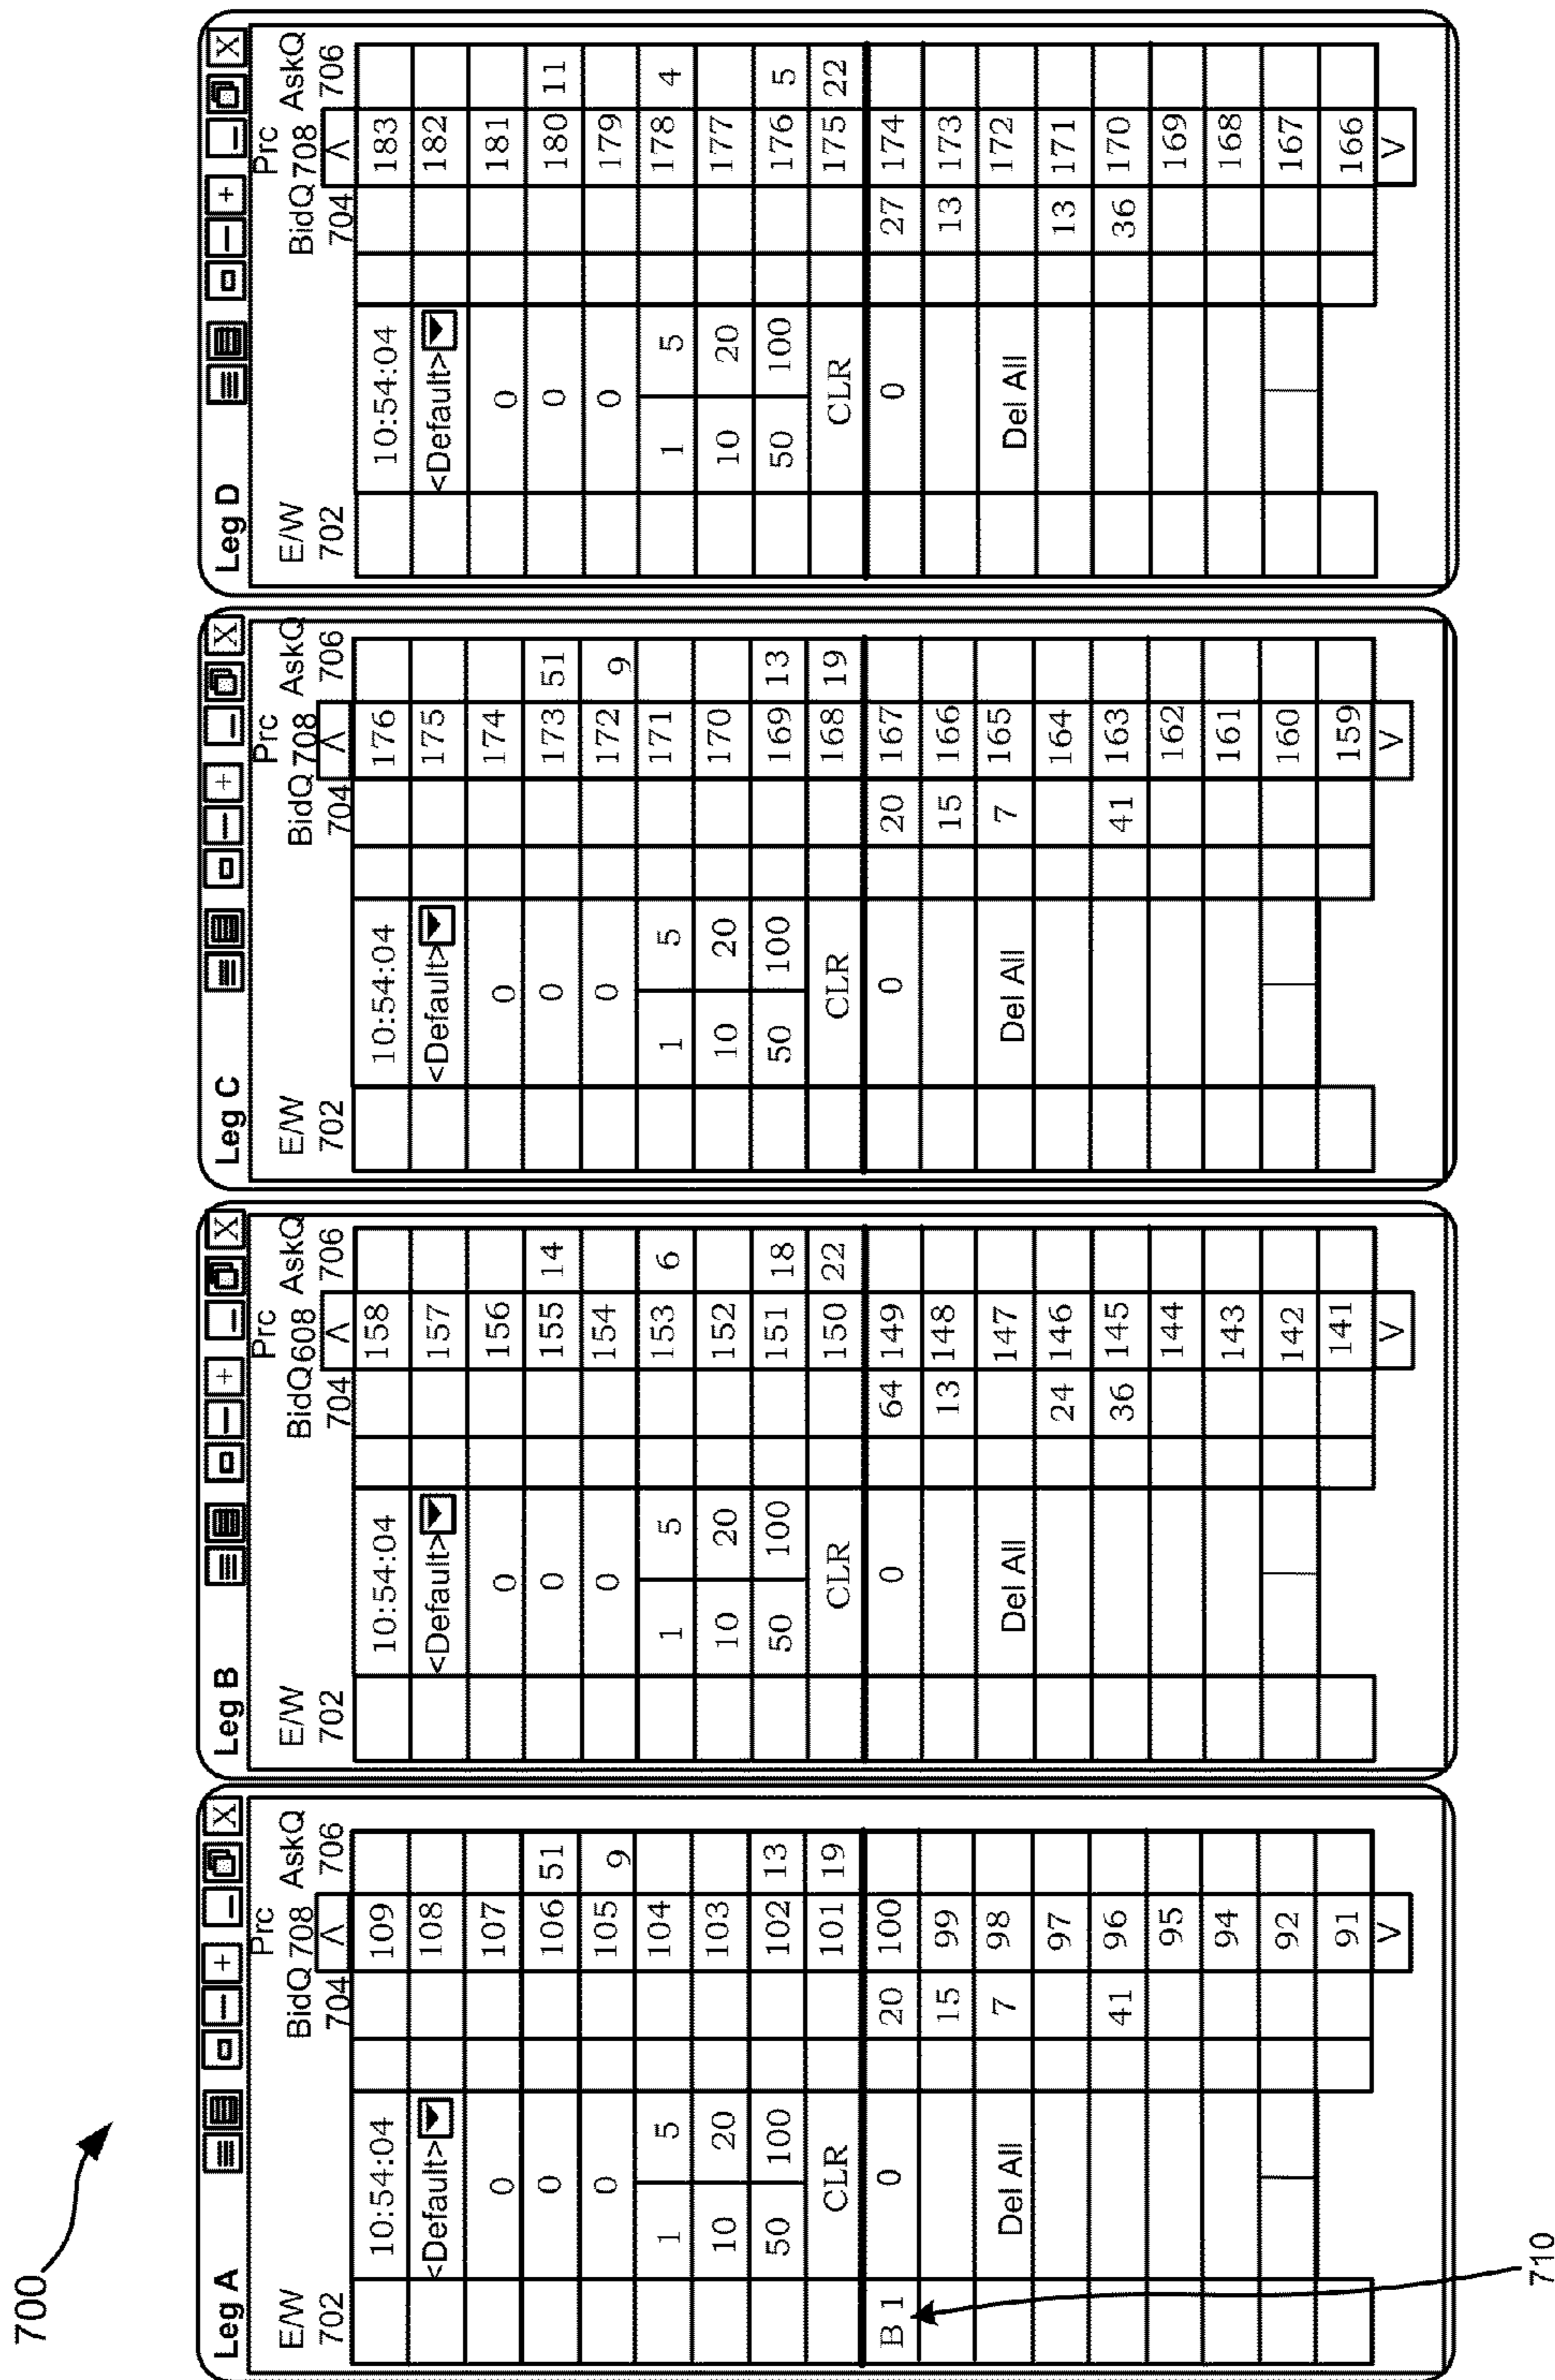 700
Leg A − + _ X
Prc
E/W BidQ 708 AskQ
702 704 706
Λ
10:54:04 109
<Default> 108
0 107
0 106 51
0 105 9
1 5 104
10 20 103
50 100 102 13
CLR 101 19
B 1 0 20 100
15 99
Del All 7 98
97
41 96
95
94
92
91
V
710
Leg B − + _ X
Prc
E/W BidQ 608 AskQ
702 704 706
Λ
10:54:04 158
<Default> 157
0 156
0 155 14
0 154
1 5 153 6
10 20 152
50 100 151 18
CLR 150 22
0 64 149
13 148
Del All 147
24 146
36 145
144
143
142
141
V
Leg C − + _ X
Prc
E/W BidQ 708 AskQ
702 704 706
Λ
10:54:04 176
<Default> 175
0 174
0 173 51
0 172 9
1 5 171
10 20 170
50 100 169 13
CLR 168 19
0 20 167
15 166
Del All 7 165
164
41 163
162
161
160
159
V
Leg D − + _ X
Prc
E/W BidQ 708 AskQ
702 704 706
Λ
10:54:04 183
<Default> 182
0 181
0 180 11
0 179
1 5 178 4
10 20 177
50 100 176 5
CLR 175 22
0 27 174
13 173
Del All 172
13 171
36 170
169
168
167
166
V